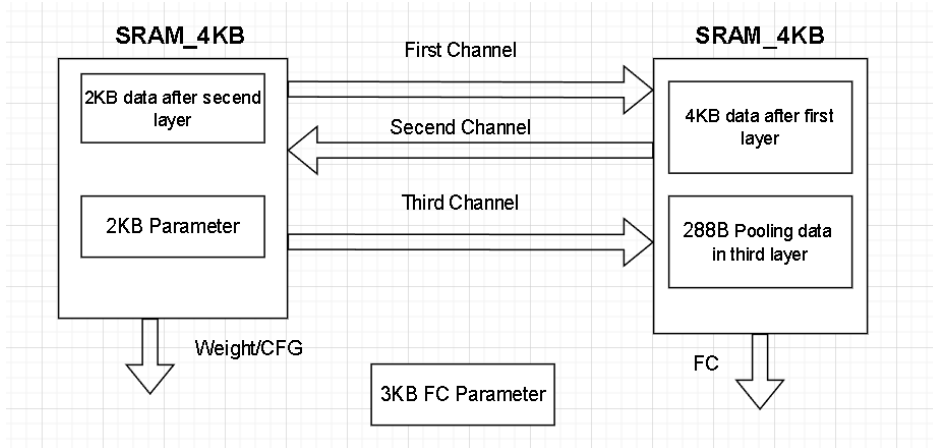 SRAM_4KB
SRAM_4KB
First Channel
2KB data after second
layer
4KB data after first
layer
Secend Channel
Third Channel
2KB Parameter
288B Pooling data
in third layer
Weight/CFG
FC
3KB FC Parameter